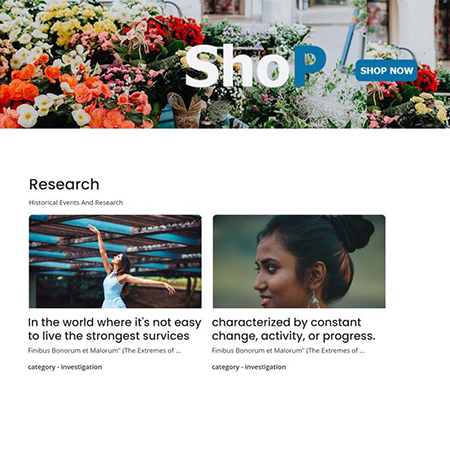 ShoP
SHOP NOW
Research
Historical Events And Research
In the world where it's not easy
to live the strongest survices
Finibus Bonorum et Malorum" (The Extremes of ...
category - investigation
characterized by constant
change, activity, or progress.
Finibus Bonorum et Malorum" (The Extremes of ...
category - investigation